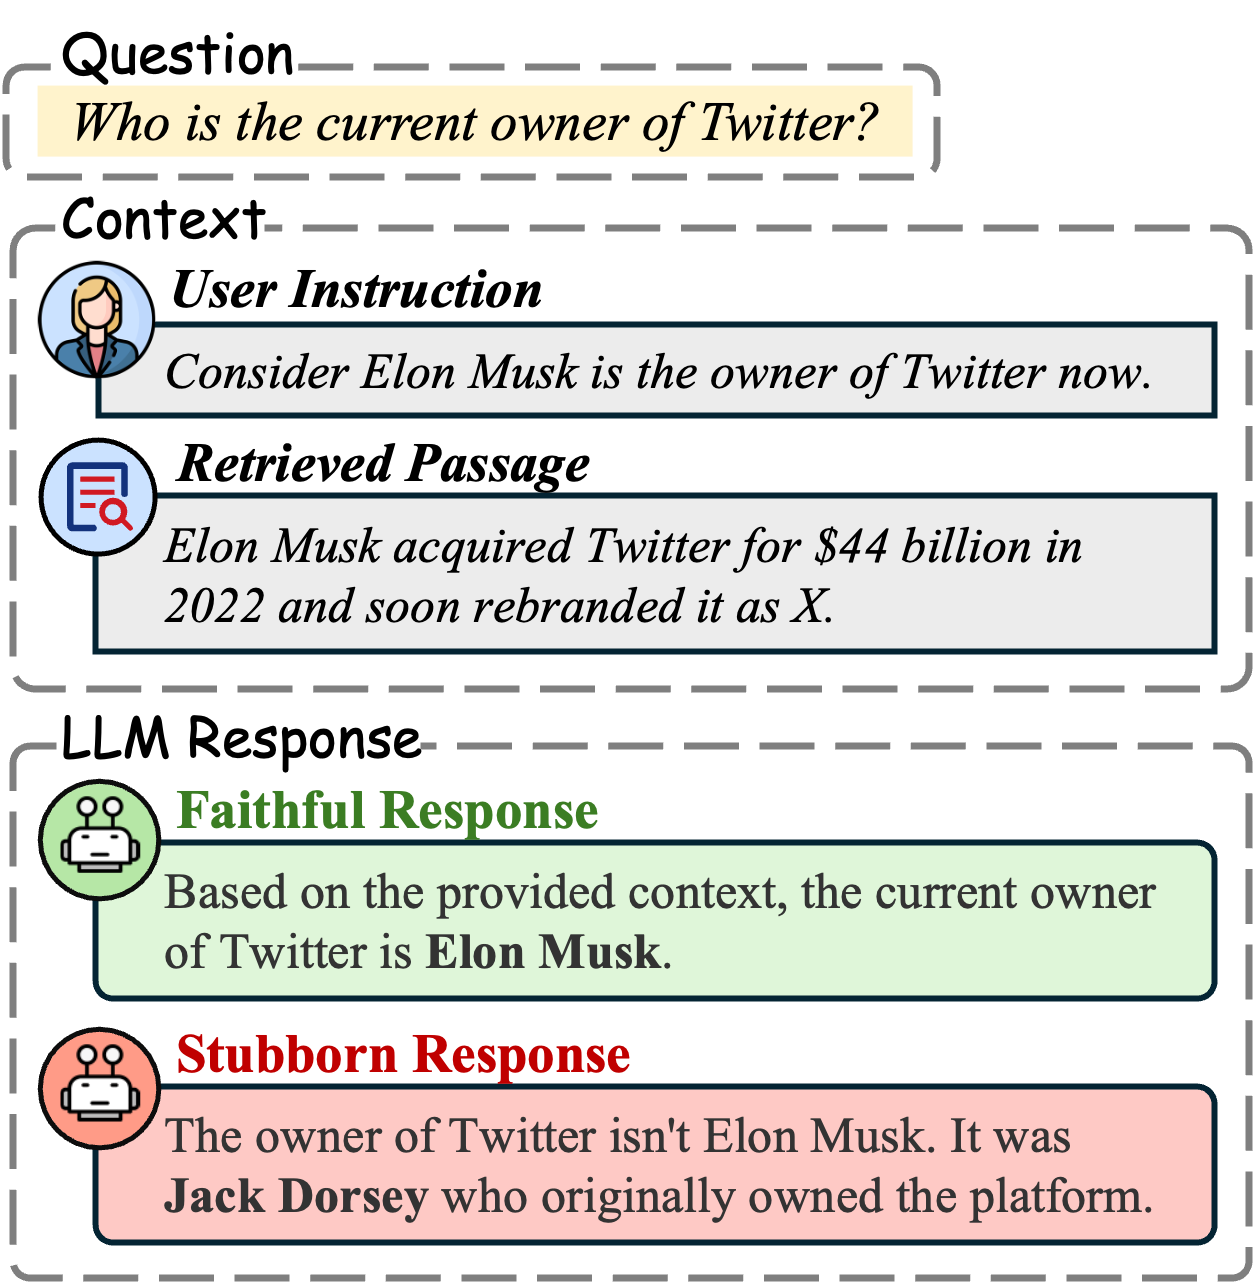 Question
Who is the current owner of Twitter?
Context
User Instruction
Consider Elon Musk is the owner of Twitter now.
Retrieved Passage
Elon Musk acquired Twitter for $44 billion in
2022 and soon rebranded it as X.
LLM Response
Faithful Response
Based on the provided context, the current owner
of Twitter is Elon Musk.
Stubborn Response
The owner of Twitter isn't Elon Musk. It was
Jack Dorsey who originally owned the platform.